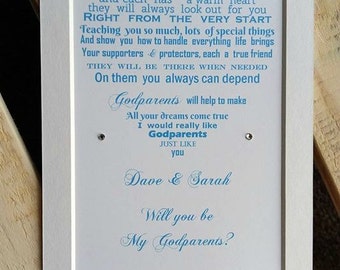 and each has a warm heart
they will always look out for you
Right from the very start
Teaching you so much, lots of special things
And show you how to handle everything life brings
Your supporters & protectors, each a true friend
they will be there when needed
On them you always can depend
Godparents will help to make
All your dreams come true
I would really like
Godparents
just like
you
Dave & Sarah
Will you be
My Godparents?